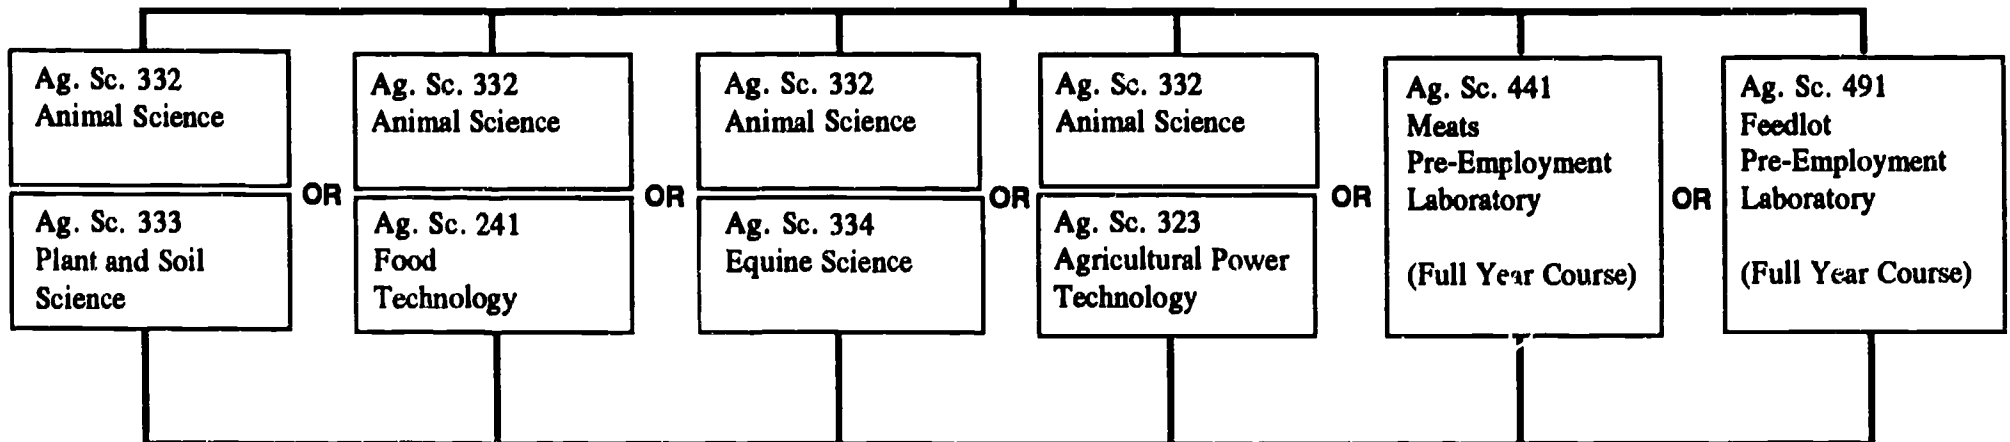 Ag. Sc. 332
Animal Science
Ag. Sc. 333
Plant and Soil
Science
OR
Ag. Sc. 332
Animal Science
Ag. Sc. 241
Food
Technology
OR
Ag. Sc. 332
Animal Science
Ag. Sc. 334
Equine Science
OR
Ag. Sc. 332
Animal Science
Ag. Sc. 323
Agricultural Power
Technology
OR
Ag. Sc. 441
Meats
Pre-Employment
Laboratory
(Full Year Course)
OR
Ag. Sc. 491
Feedlot
Pre-Employment
Laboratory
(Full Year Course)